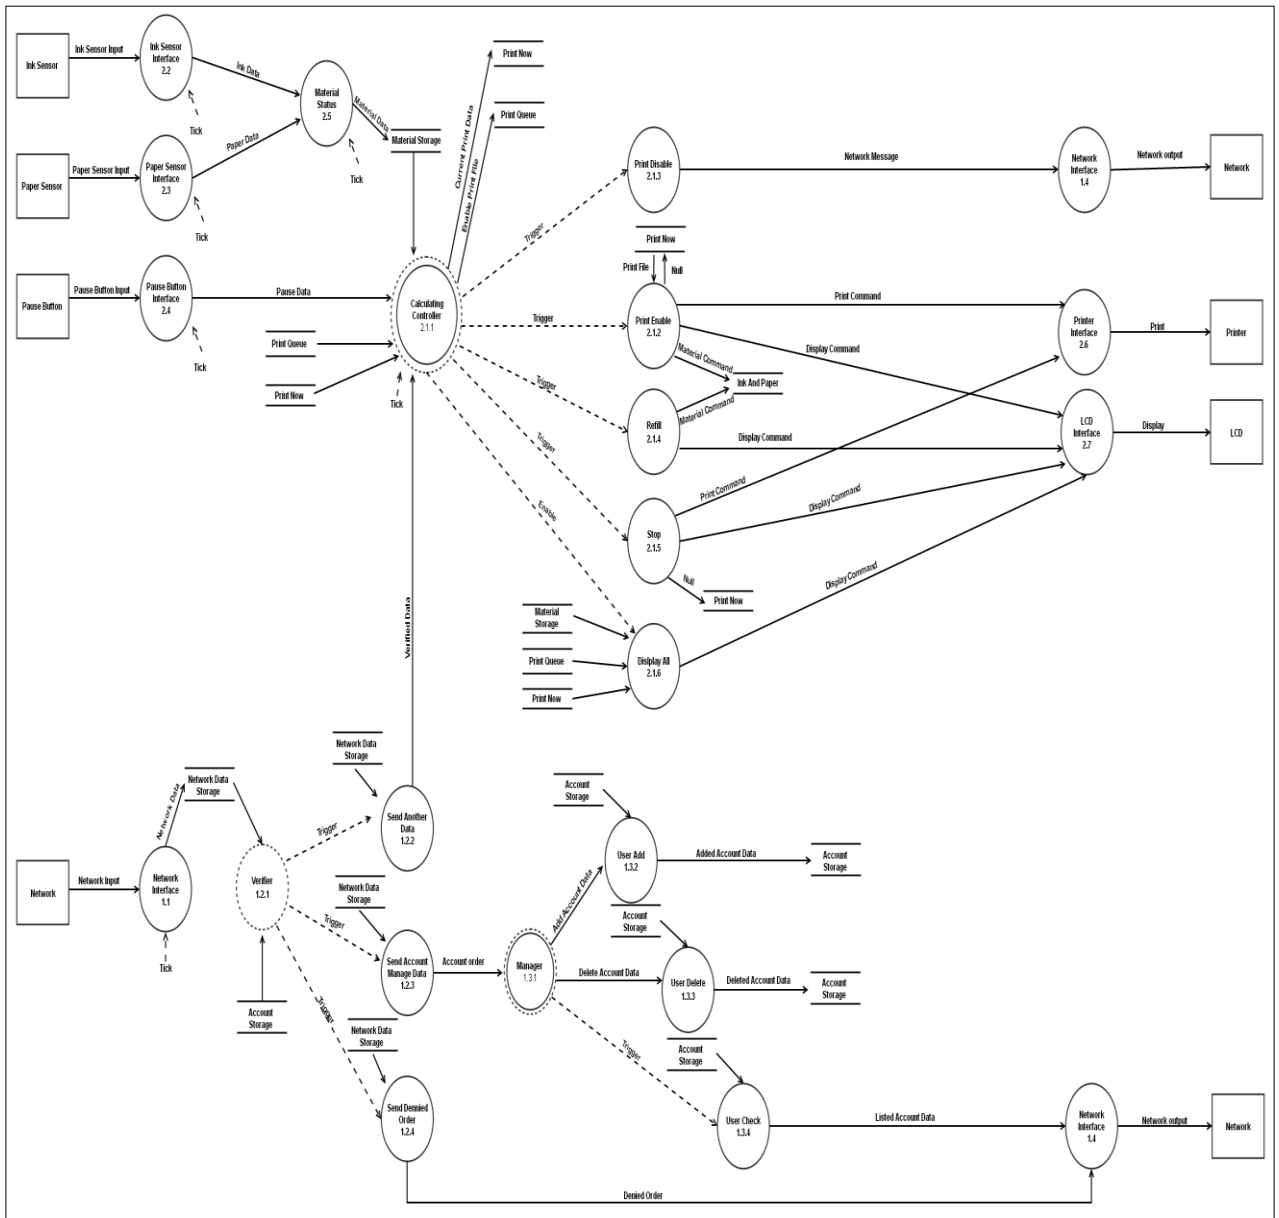 Ink Sensor
Ink Sensor Input
Ink Sensor
Interface
2.2
Tick
Ink Data
Paper Sensor
Paper Sensor Input
Paper Sensor
Interface
2.3
Tick
Paper Data
Material
Status
2.5
Tick
Material Data
Material Storage
Pause Button
Pause Button Input
Pause Button
Interface
2.4
Tick
Pause Data
Print Queue
Print Now
Calculating
Controller
2.1.1
Tick
Current Print Data
Enable Print File
Print Now
Print Queue
Trigger
Trigger
Trigger
Trigger
Enable
Print Disable
2.1.3
Network Message
Network
Interface
1.4
Network output
Network
Print Now
Print File
Null
Print Enable
2.1.2
Print Command
Display Command
Material Command
Ink And Paper
Material Command
Refill
2.1.4
Display Command
Printer
Interface
2.6
Print
Printer
LCD
Interface
2.7
Display
LCD
Stop
2.1.5
Print Command
Display Command
Null
Print Now
Material
Storage
Print Queue
Print Now
Dislplay All
2.1.6
Display Command
Verified Data
Network
Network Input
Network
Interface
1.1
Tick
Network Data
Network Data
Storage
Verifier
1.2.1
Account
Storage
Trigger
Trigger
Trigger
Network Data
Storage
Send Another
Data
1.2.2
Network Data
Storage
Send Account
Manage Data
1.2.3
Account order
Network Data
Storage
Send Dennied
Order
1.2.4
Denied Order
Manager
1.3.1
Add Account Data
Delete Account Data
Trigger
Account
Storage
User Add
1.3.2
Added Account Data
Account
Storage
Account
Storage
User Delete
1.3.3
Deleted Account Data
Account
Storage
Account
Storage
User Check
1.3.4
Listed Account Data
Network
Interface
1.4
Network output
Network